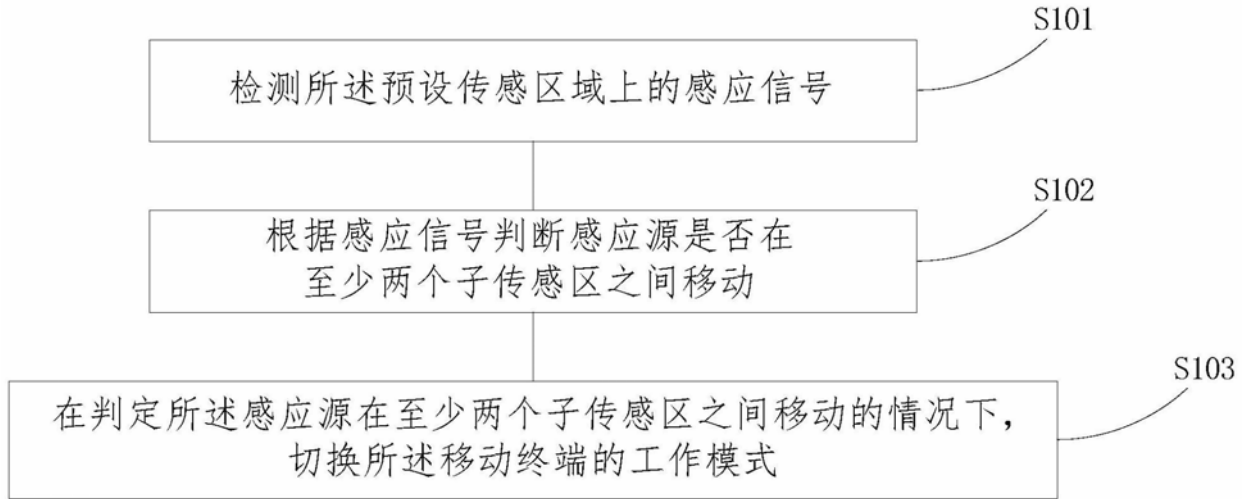 S101
检测所述预设传感区域上的感应信号
S102
根据感应信号判断感应源是否在
至少两个子传感区之间移动
S103
在判定所述感应源在至少两个子传感区之间移动的情况下，
切换所述移动终端的工作模式